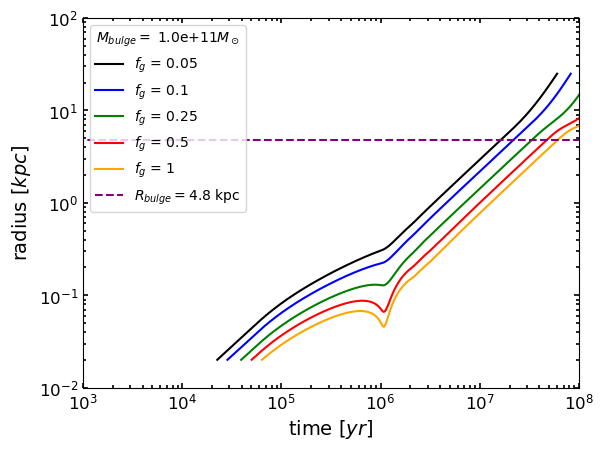 10²
10¹
10⁰
10⁻¹
10⁻²
radius [kpc]
M_bulge = 1.0e+11M_⊙
f_g = 0.05
f_g = 0.1
f_g = 0.25
f_g = 0.5
f_g = 1
R_bulge = 4.8 kpc
10³ 10⁴ 10⁵ 10⁶ 10⁷ 10⁸
time [yr]